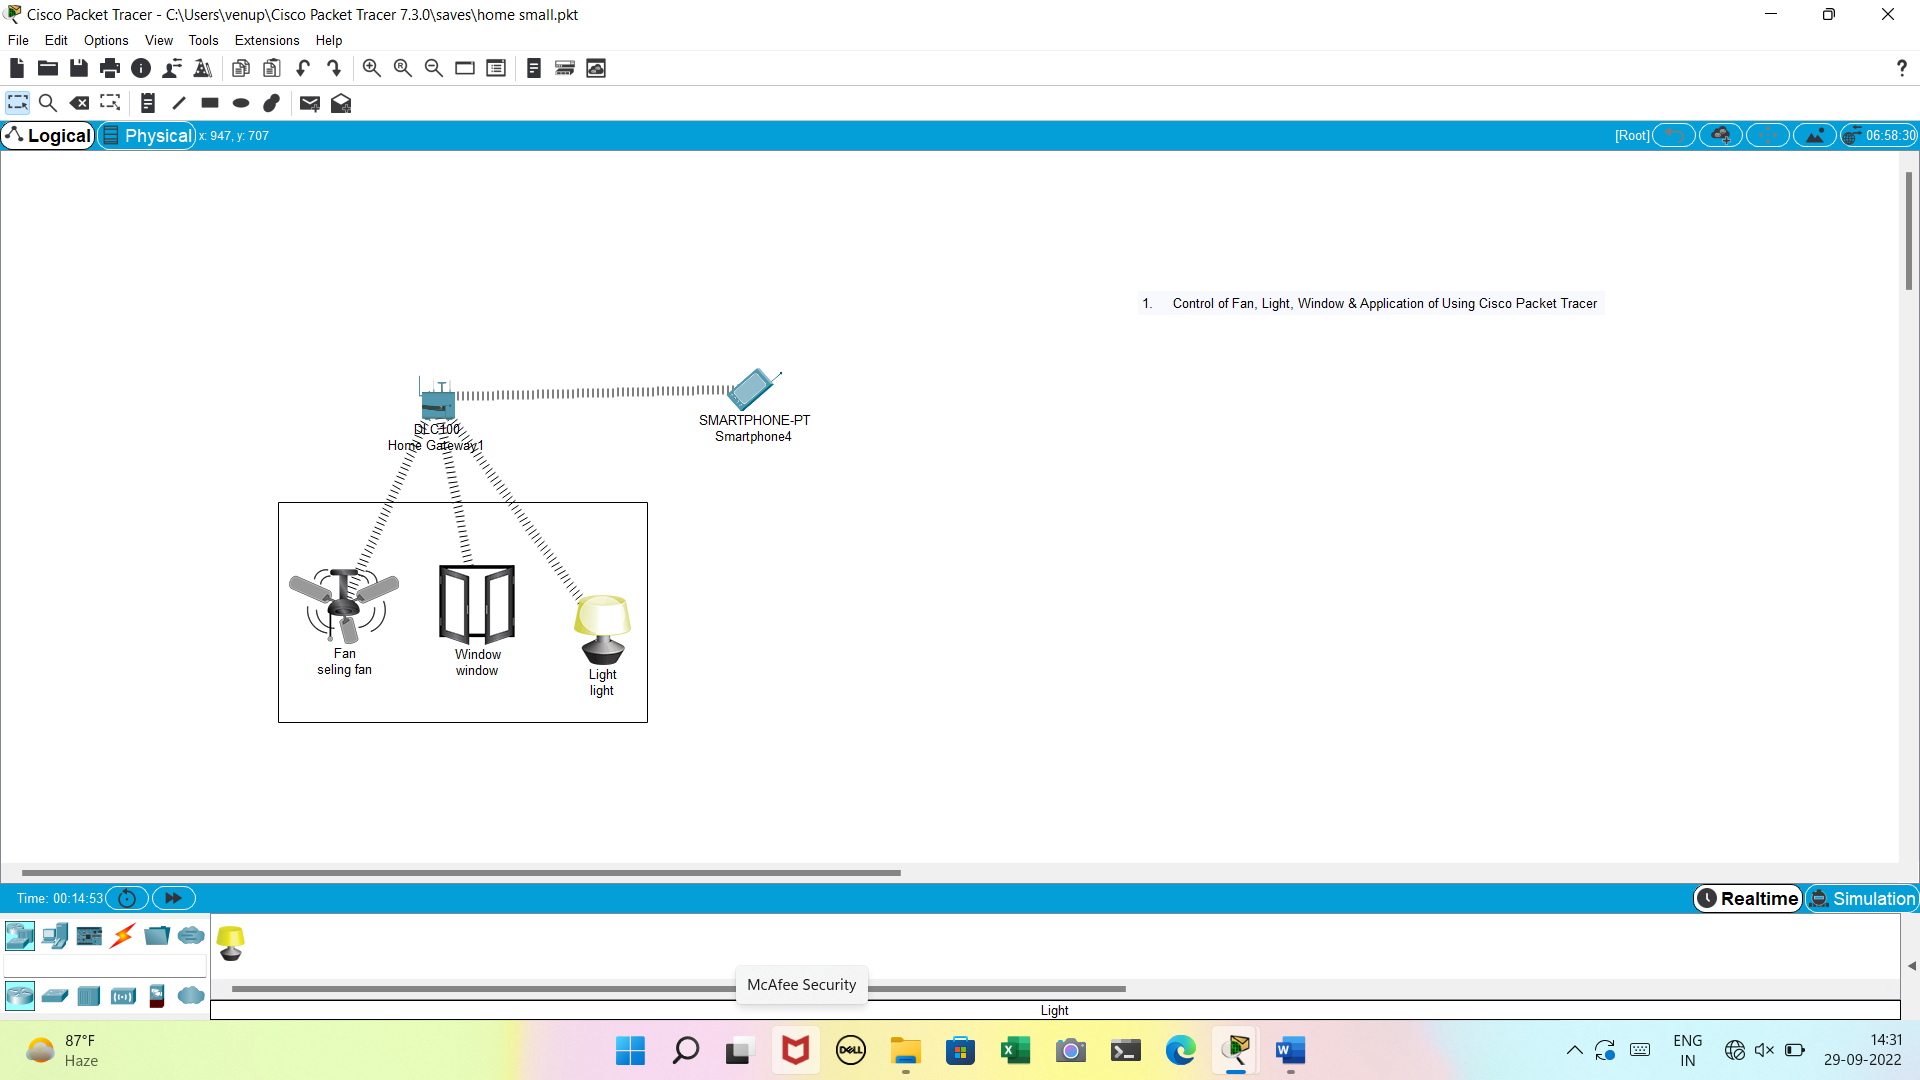 Cisco Packet Tracer - C:\Users\venup\Cisco Packet Tracer 7.3.0\saves\home small.pkt
File Edit Options View Tools Extensions Help
?
Logical Physical x: 947, y: 707 [Root] 06:58:30
1. Control of Fan, Light, Window & Application of Using Cisco Packet Tracer
DLC100
Home Gateway1
SMARTPHONE-PT
Smartphone4
Fan
seling fan
Window
window
Light
light
Time: 00:14:53 Realtime Simulation
McAfee Security
Light
87°F
Haze
DELL
ENG
IN
14:31
29-09-2022